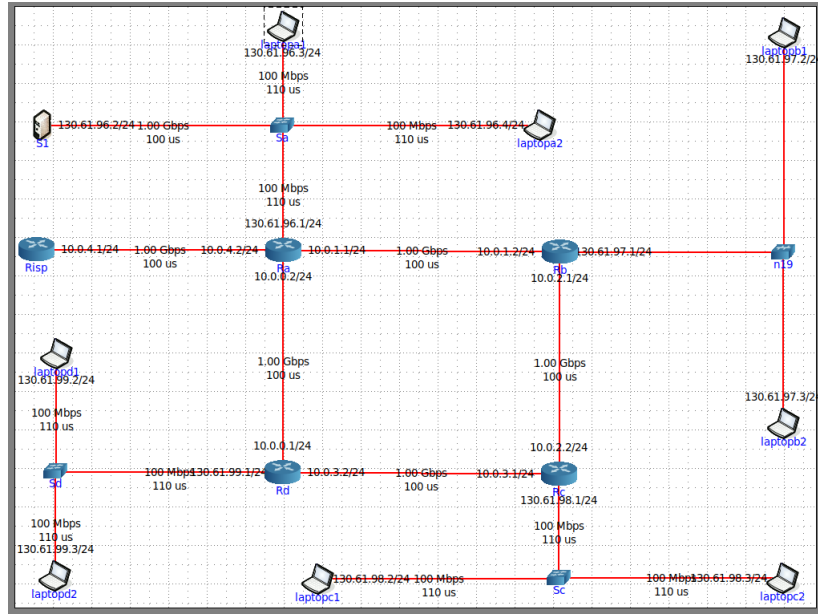 laptopa1
130.61.96.3/24
130.61.97.2/2
laptopb1
100 Mbps
110 us
S1
130.61.96.2/24
1.00 Gbps
100 us
Sa
100 Mbps
110 us
130.61.96.4/24
laptopa2
100 Mbps
110 us
130.61.96.1/24
Risp
10.0.4.1/24
1.00 Gbps
100 us
10.0.4.2/24
Ra
10.0.1.1/24
1.00 Gbps
100 us
10.0.1.2/24
Rb
130.61.97.1/24
n19
10.0.0.2/24
10.0.2.1/24
laptopd1
130.61.99.2/24
1.00 Gbps
100 us
1.00 Gbps
100 us
100 Mbps
110 us
130.61.97.3/2
laptopb2
10.0.0.1/24
10.0.2.2/24
Sd
100 Mbps
110 us
130.61.99.1/24
Rd
10.0.3.2/24
1.00 Gbps
100 us
10.0.3.1/24
Rc
130.61.98.1/24
100 Mbps
110 us
130.61.99.3/24
laptopd2
100 Mbps
110 us
laptopc1
130.61.98.2/24
100 Mbps
110 us
Sc
100 Mbps
110 us
130.61.98.3/24
laptopc2